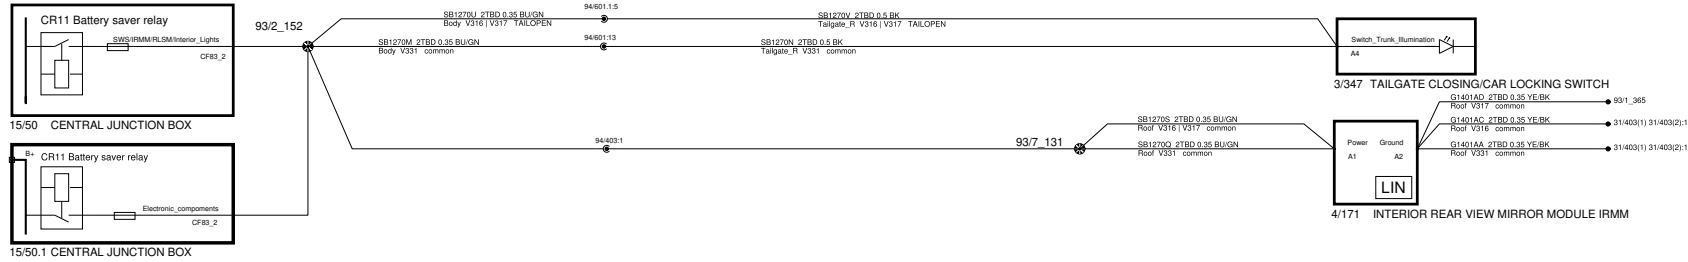 CR11 Battery saver relay
SWS/IRMM/RLSM/Interior_Lights
CF83_2
15/50 CENTRAL JUNCTION BOX
B+
CR11 Battery saver relay
Electronic_compoments
CF83_2
15/50.1 CENTRAL JUNCTION BOX
93/2_152
SB1270U 2TBD 0.35 BU/GN
Body V316 | V317 TAILOPEN
94/601.1:5
SB1270V 2TBD 0.5 BK
Tailgate_R V316 | V317 TAILOPEN
SB1270M 2TBD 0.35 BU/GN
Body V331 common
94/601:13
SB1270N 2TBD 0.5 BK
Tailgate_R V331 common
Switch_Trunk_Illumination
A4
3/347 TAILGATE CLOSING/CAR LOCKING SWITCH
94/403:1
93/7_131
SB1270S 2TBD 0.35 BU/GN
Roof V316 | V317 common
SB1270Q 2TBD 0.35 BU/GN
Roof V331 common
Power Ground
A1 A2
LIN
4/171 INTERIOR REAR VIEW MIRROR MODULE IRMM
G1401AD 2TBD 0.35 YE/BK
Roof V317 common
93/1_365
G1401AC 2TBD 0.35 YE/BK
Roof V316 common
31/403(1) 31/403(2):1
G1401AA 2TBD 0.35 YE/BK
Roof V331 common
31/403(1) 31/403(2):1